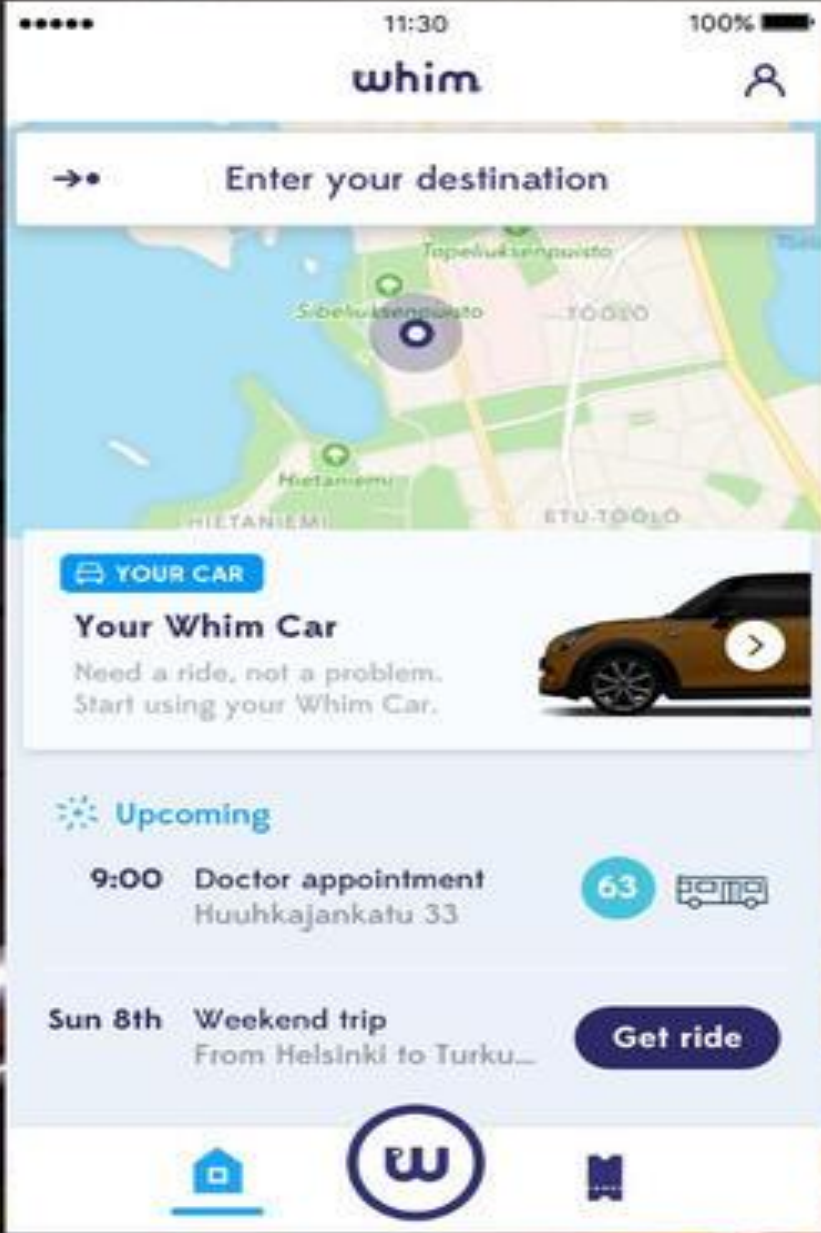 11:30
100%
whim
Enter your destination
Topeliuksenpuisto
Sibeliuksenpuisto
TÖÖLÖ
Hietaniemi
HIETANIEMI
ETU-TÖÖLÖ
YOUR CAR
Your Whim Car
Need a ride, not a problem.
Start using your Whim Car.
Upcoming
9:00 Doctor appointment 63
Huuhkajankatu 33
Sun 8th Weekend trip
From Helsinki to Turku...
Get ride
w